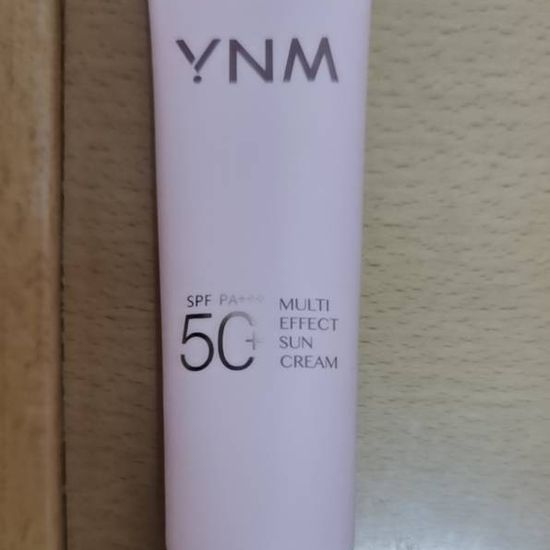 YNM
SPF PA+++
50+
MULTI
EFFECT
SUN
CREAM